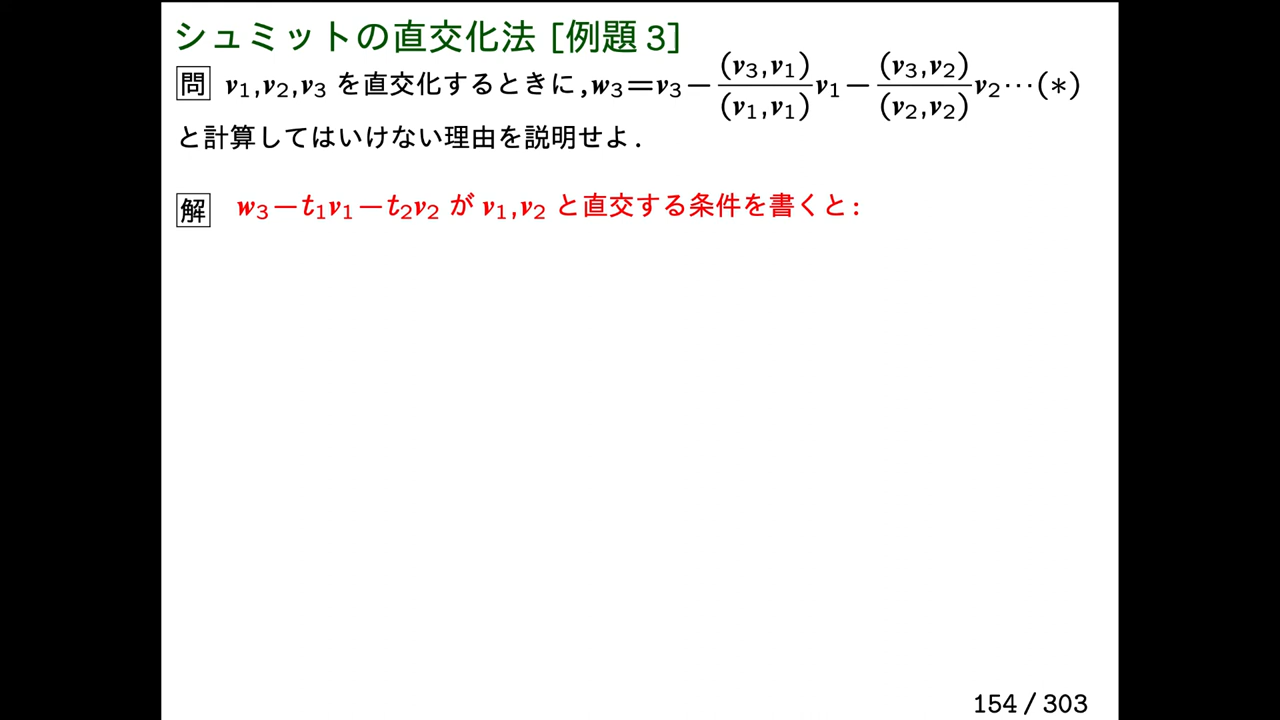 シュミットの直交化法 [例題 3]
問 v₁,v₂,v₃ を直交化するときに,w₃=v₃−(v₃,v₁)/(v₁,v₁)v₁−(v₃,v₂)/(v₂,v₂)v₂⋯(∗)
と計算してはいけない理由を説明せよ.
解 w₃−t₁v₁−t₂v₂ が v₁,v₂ と直交する条件を書くと:
154 / 303